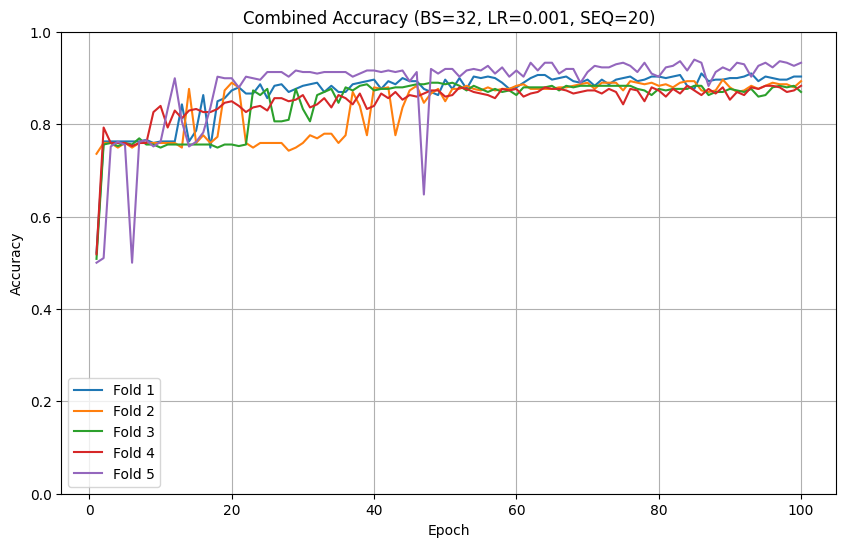 Combined Accuracy (BS=32, LR=0.001, SEQ=20)
1.0
0.8
0.6
0.4
0.2
0.0
Accuracy
Fold 1
Fold 2
Fold 3
Fold 4
Fold 5
0 20 40 60 80 100
Epoch